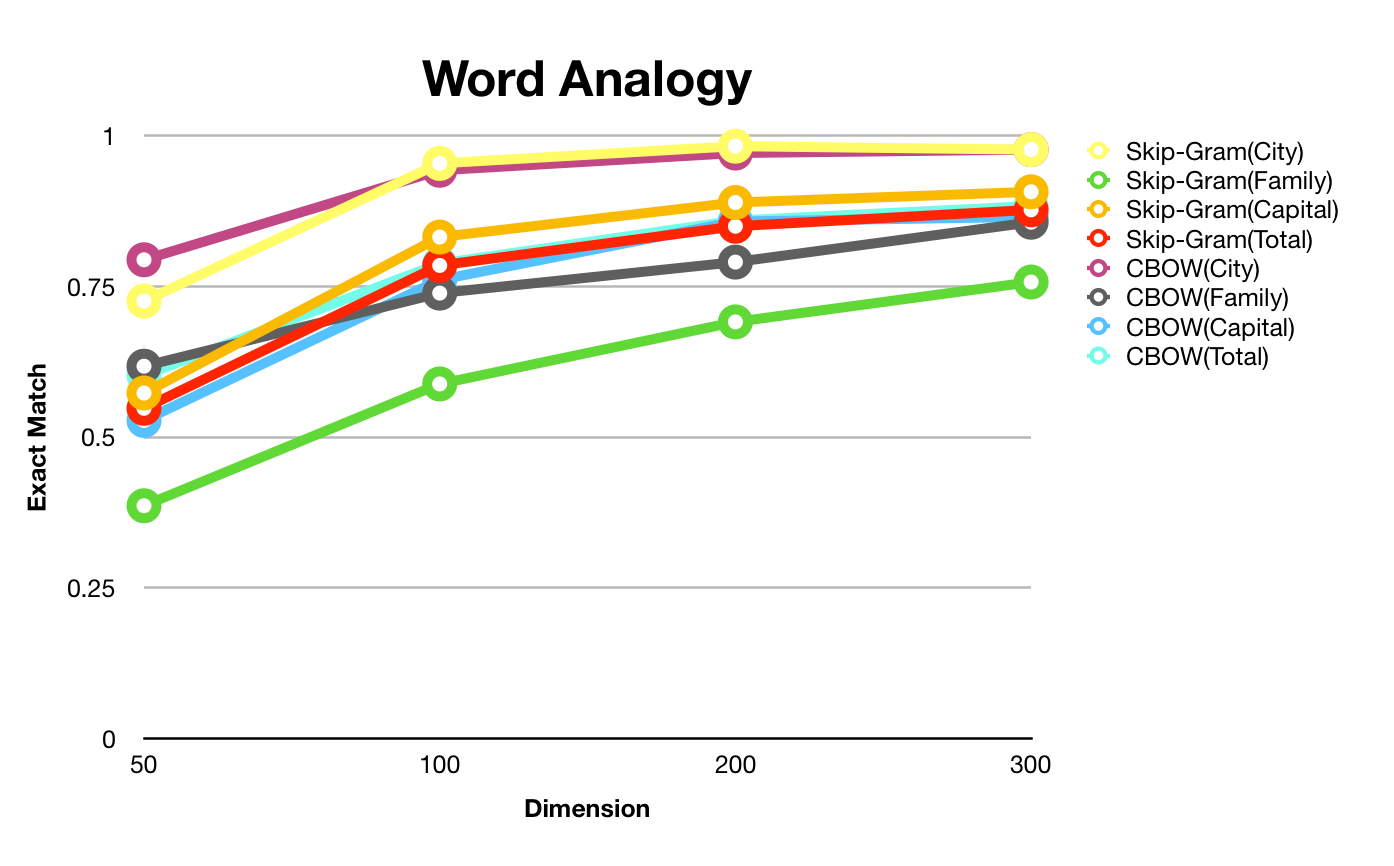 Word Analogy
1
0.75
0.5
0.25
0
Exact Match
50
100
200
300
Dimension
Skip-Gram(City)
Skip-Gram(Family)
Skip-Gram(Capital)
Skip-Gram(Total)
CBOW(City)
CBOW(Family)
CBOW(Capital)
CBOW(Total)